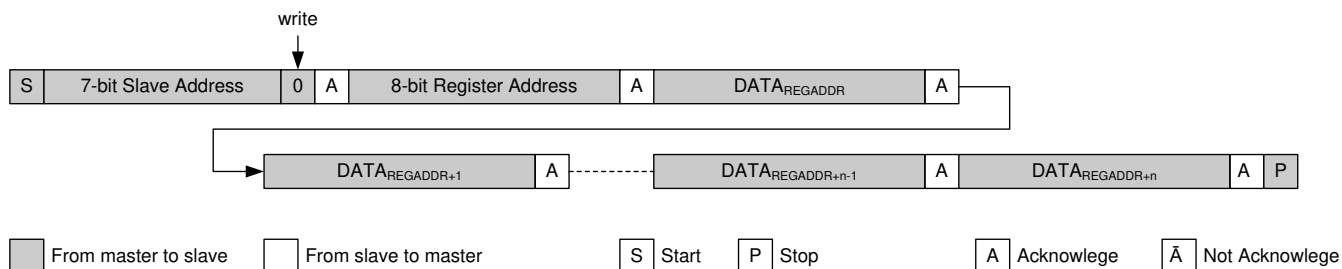 write
S 7-bit Slave Address 0 A 8-bit Register Address A DATAREGADDR A
DATAREGADDR+1 A DATAREGADDR+n-1 A DATAREGADDR+n A P
From master to slave From slave to master S Start P Stop A Acknowlege Ā Not Acknowlege